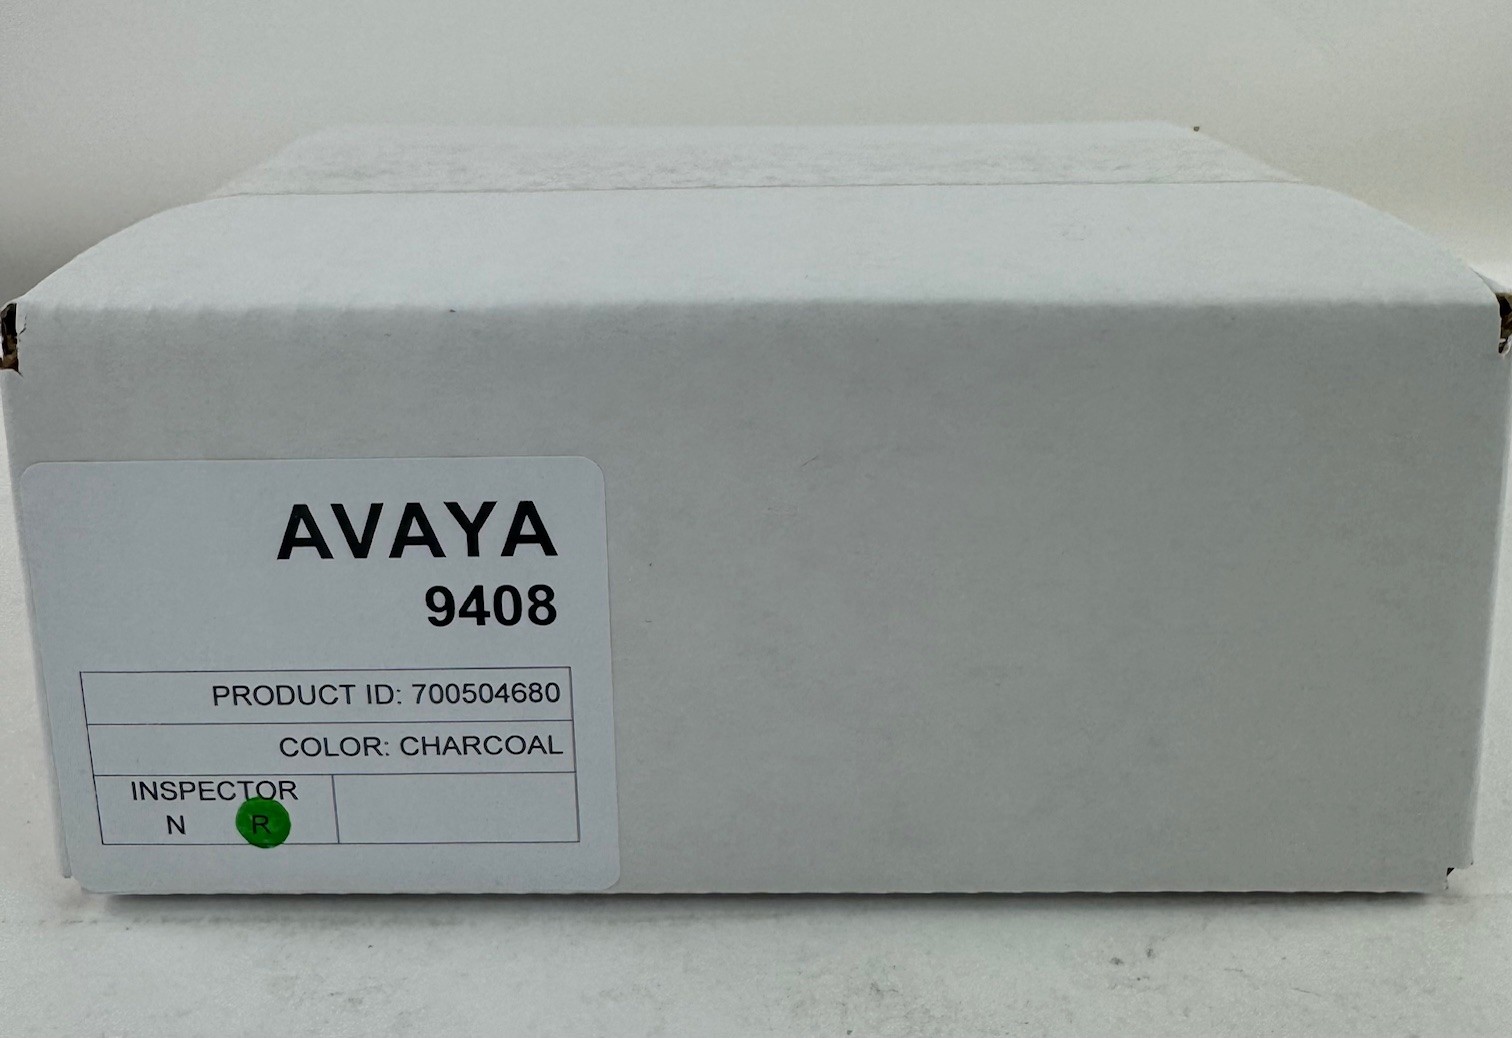 AVAYA
9408
PRODUCT ID: 700504680
COLOR: CHARCOAL
INSPECTOR
N R